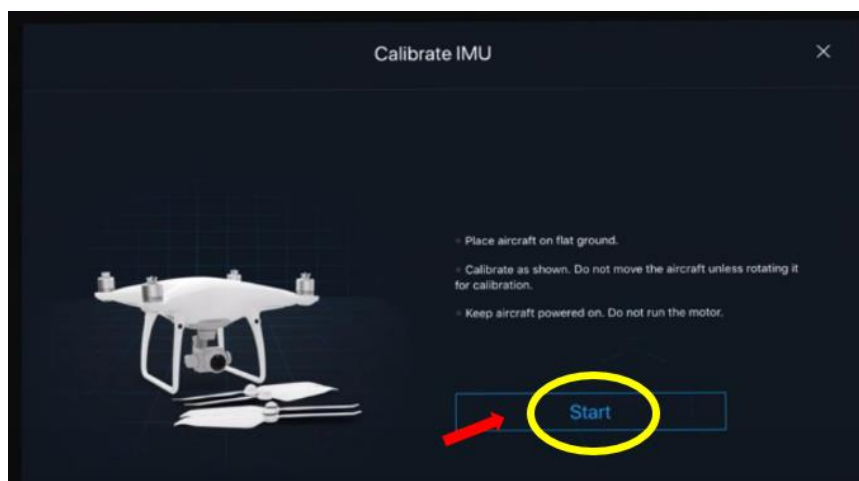 Calibrate IMU
Place aircraft on flat ground.
Calibrate as shown. Do not move the aircraft unless rotating it
for calibration.
Keep aircraft powered on. Do not run the motor.
Start